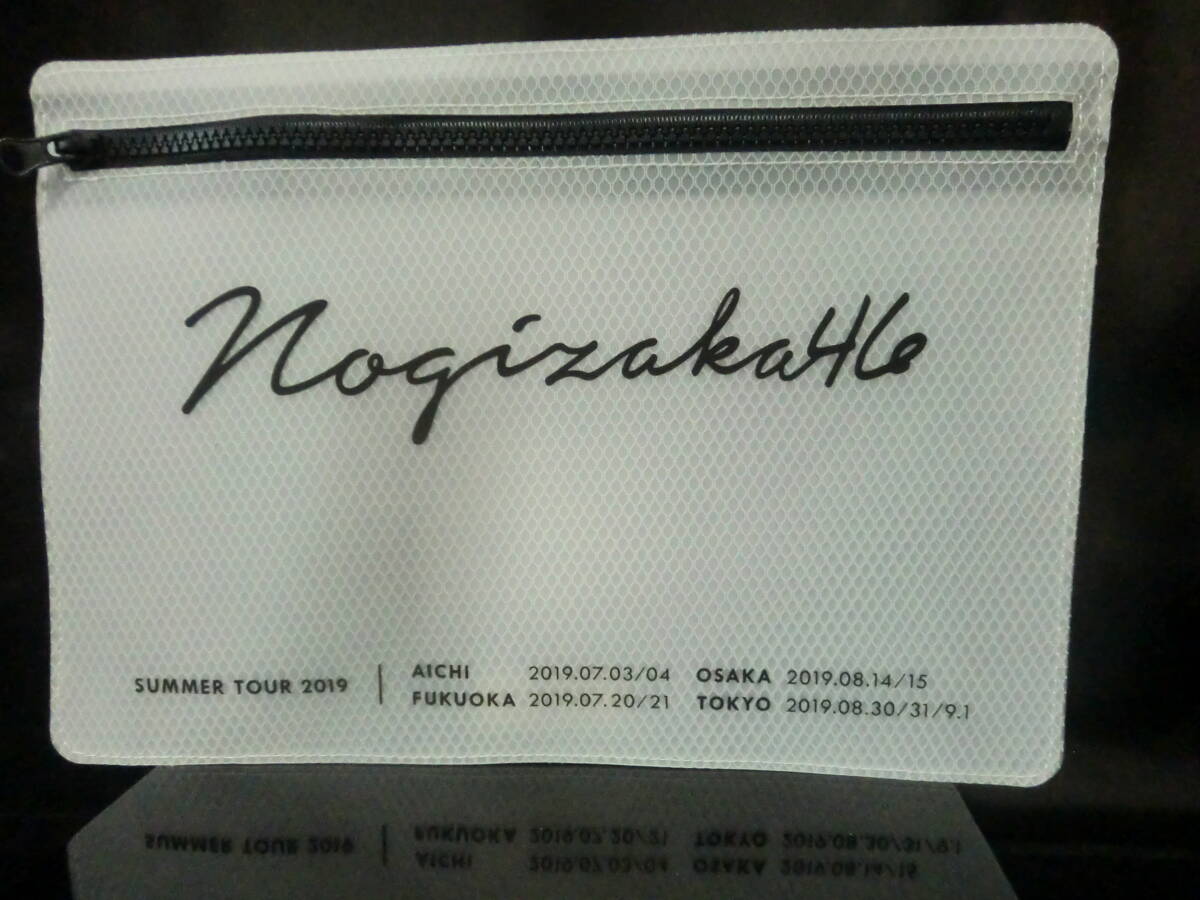 Nogizaka46
SUMMER TOUR 2019
AICHI 2019.07.03/04 OSAKA 2019.08.14/15
FUKUOKA 2019.07.20/21 TOKYO 2019.08.30/31/9.1